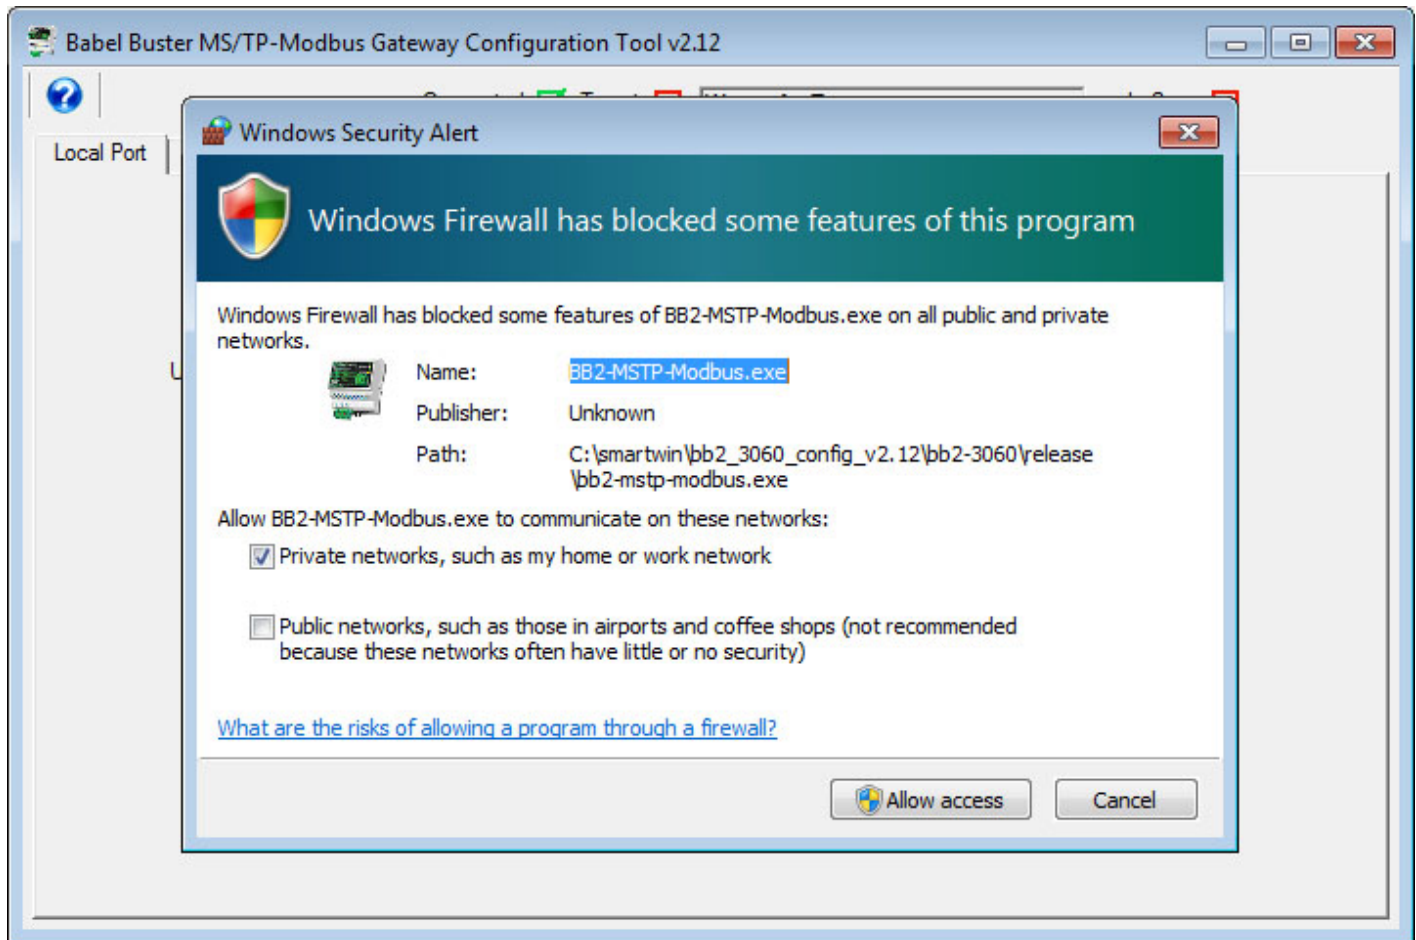 Babel Buster MS/TP-Modbus Gateway Configuration Tool v2.12
Local Port
Windows Security Alert
Windows Firewall has blocked some features of this program
Windows Firewall has blocked some features of BB2-MSTP-Modbus.exe on all public and private
networks.
Name: BB2-MSTP-Modbus.exe
Publisher: Unknown
Path: C:\smartwin\bb2_3060_config_v2.12\bb2-3060\release
\bb2-mstp-modbus.exe
Allow BB2-MSTP-Modbus.exe to communicate on these networks:
Private networks, such as my home or work network
Public networks, such as those in airports and coffee shops (not recommended
because these networks often have little or no security)
What are the risks of allowing a program through a firewall?
Allow access Cancel